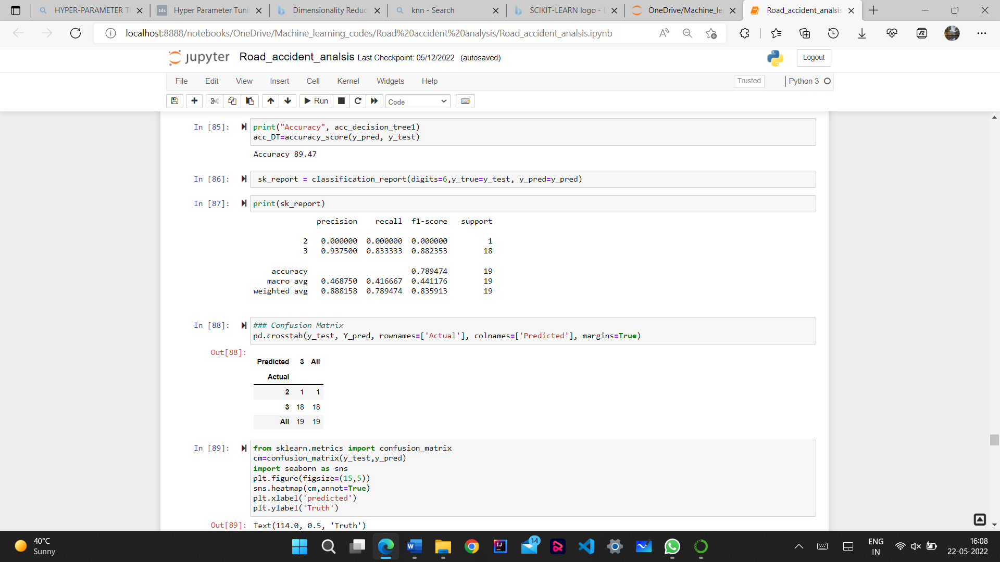 HYPER-PARAMETER T
Hyper Parameter Tuni
Dimensionality Reduc
knn - Search
SCIKIT-LEARN logo -
OneDrive/Machine_le
Road_accident_analsis
localhost:8888/notebooks/OneDrive/Machine_learning_codes/Road%20accident%20analysis/Road_accident_analsis.ipynb
jupyter Road_accident_analsis Last Checkpoint: 05/12/2022 (autosaved)
Logout
File Edit View Insert Cell Kernel Widgets Help
Trusted
Python 3
Run
Code
In [85]: print("Accuracy", acc_decision_tree1)
acc_DT=accuracy_score(y_pred, y_test)
Accuracy 89.47
In [86]: sk_report = classification_report(digits=6,y_true=y_test, y_pred=y_pred)
In [87]: print(sk_report)
precision recall f1-score support
2 0.000000 0.000000 0.000000 1
3 0.937500 0.833333 0.882353 18
accuracy 0.789474 19
macro avg 0.468750 0.416667 0.441176 19
weighted avg 0.888158 0.789474 0.835913 19
In [88]: ### Confusion Matrix
pd.crosstab(y_test, Y_pred, rownames=['Actual'], colnames=['Predicted'], margins=True)
Out[88]:
Predicted 3 All
Actual
2 1 1
3 18 18
All 19 19
In [89]: from sklearn.metrics import confusion_matrix
cm=confusion_matrix(y_test,y_pred)
import seaborn as sns
plt.figure(figsize=(15,5))
sns.heatmap(cm,annot=True)
plt.xlabel('predicted')
plt.ylabel('Truth')
Out[89]: Text(114.0, 0.5, 'Truth')
40°C
Sunny
14
ENG
IN
16:08
22-05-2022